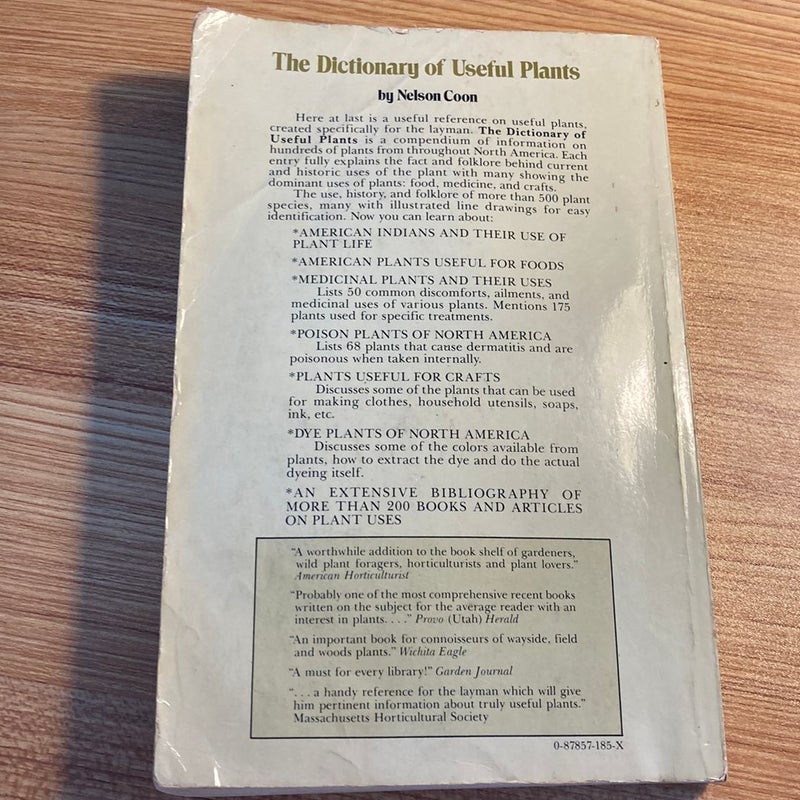 The Dictionary of Useful Plants
by Nelson Coon
Here at last is a useful reference on useful plants,
created specifically for the layman. The Dictionary of
Useful Plants is a compendium of information on
hundreds of plants from throughout North America. Each
entry fully explains the fact and folklore behind current
and historic uses of the plant with many showing the
dominant uses of plants: food, medicine, and crafts.
The use, history, and folklore of more than 500 plant
species, many with illustrated line drawings for easy
identification. Now you can learn about:
*AMERICAN INDIANS AND THEIR USE OF
PLANT LIFE
*AMERICAN PLANTS USEFUL FOR FOODS
*MEDICINAL PLANTS AND THEIR USES
Lists 50 common discomforts, ailments, and
medicinal uses of various plants. Mentions 175
plants used for specific treatments.
*POISON PLANTS OF NORTH AMERICA
Lists 68 plants that cause dermatitis and are
poisonous when taken internally.
*PLANTS USEFUL FOR CRAFTS
Discusses some of the plants that can be used
for making clothes, household utensils, soaps,
ink, etc.
*DYE PLANTS OF NORTH AMERICA
Discusses some of the colors available from
plants, how to extract the dye and do the actual
dyeing itself.
*AN EXTENSIVE BIBLIOGRAPHY OF
MORE THAN 200 BOOKS AND ARTICLES
ON PLANT USES
"A worthwhile addition to the book shelf of gardeners,
wild plant foragers, horticulturists and plant lovers."
American Horticulturist
"Probably one of the most comprehensive recent books
written on the subject for the average reader with an
interest in plants. . . ." Provo (Utah) Herald
"An important book for connoisseurs of wayside, field
and woods plants." Wichita Eagle
"A must for every library!" Garden Journal
". . . a handy reference for the layman which will give
him pertinent information about truly useful plants."
Massachusetts Horticultural Society
0-87857-185-X